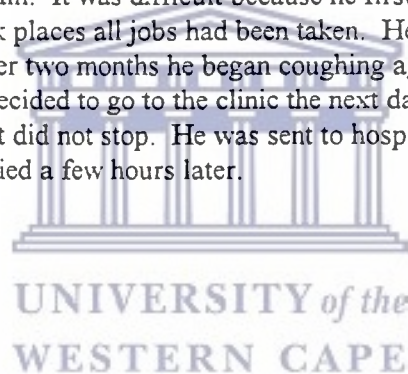 It was difficult because he first
places all jobs had been taken. He
er two months he began coughing a
ecided to go to the clinic the next da
t did not stop. He was sent to hosp
ied a few hours later.
UNIVERSITY of the
WESTERN CAPE